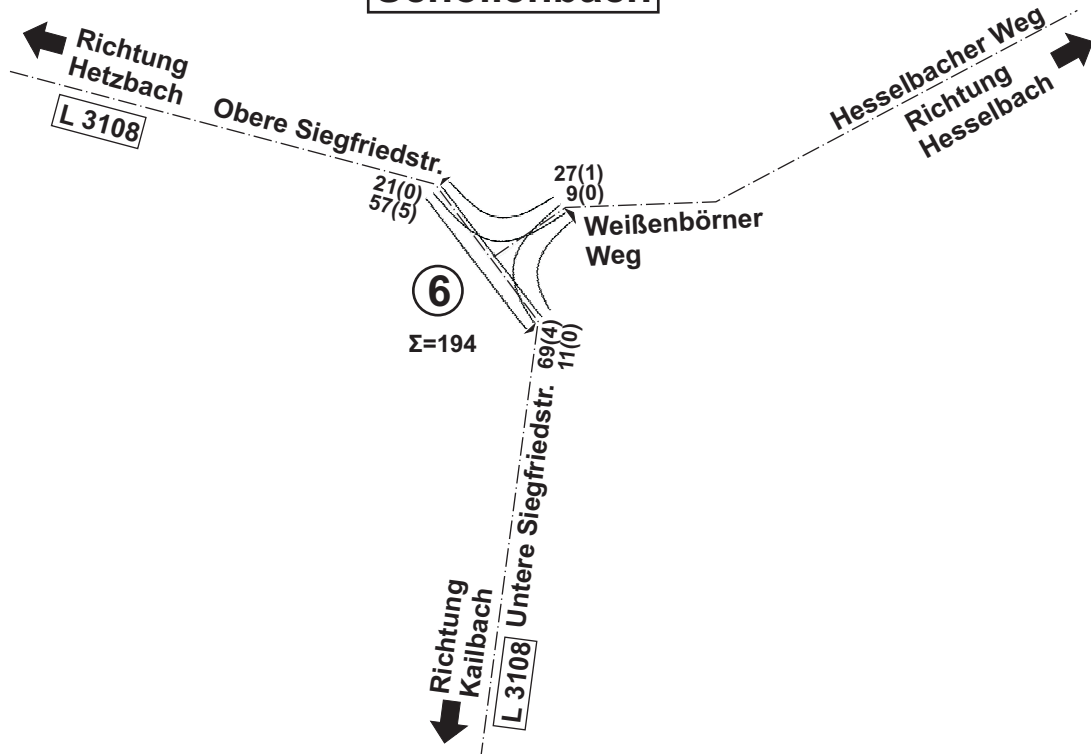 Richtung
Hetzbach
L 3108
Obere Siegfriedstr.
Hesselbacher Weg
Richtung
Hesselbach
21(0)
57(5)
27(1)
9(0)
Weißenbörner
Weg
6
Σ=194
69(4)
11(0)
Untere Siegfriedstr.
L 3108
Richtung
Kailbach